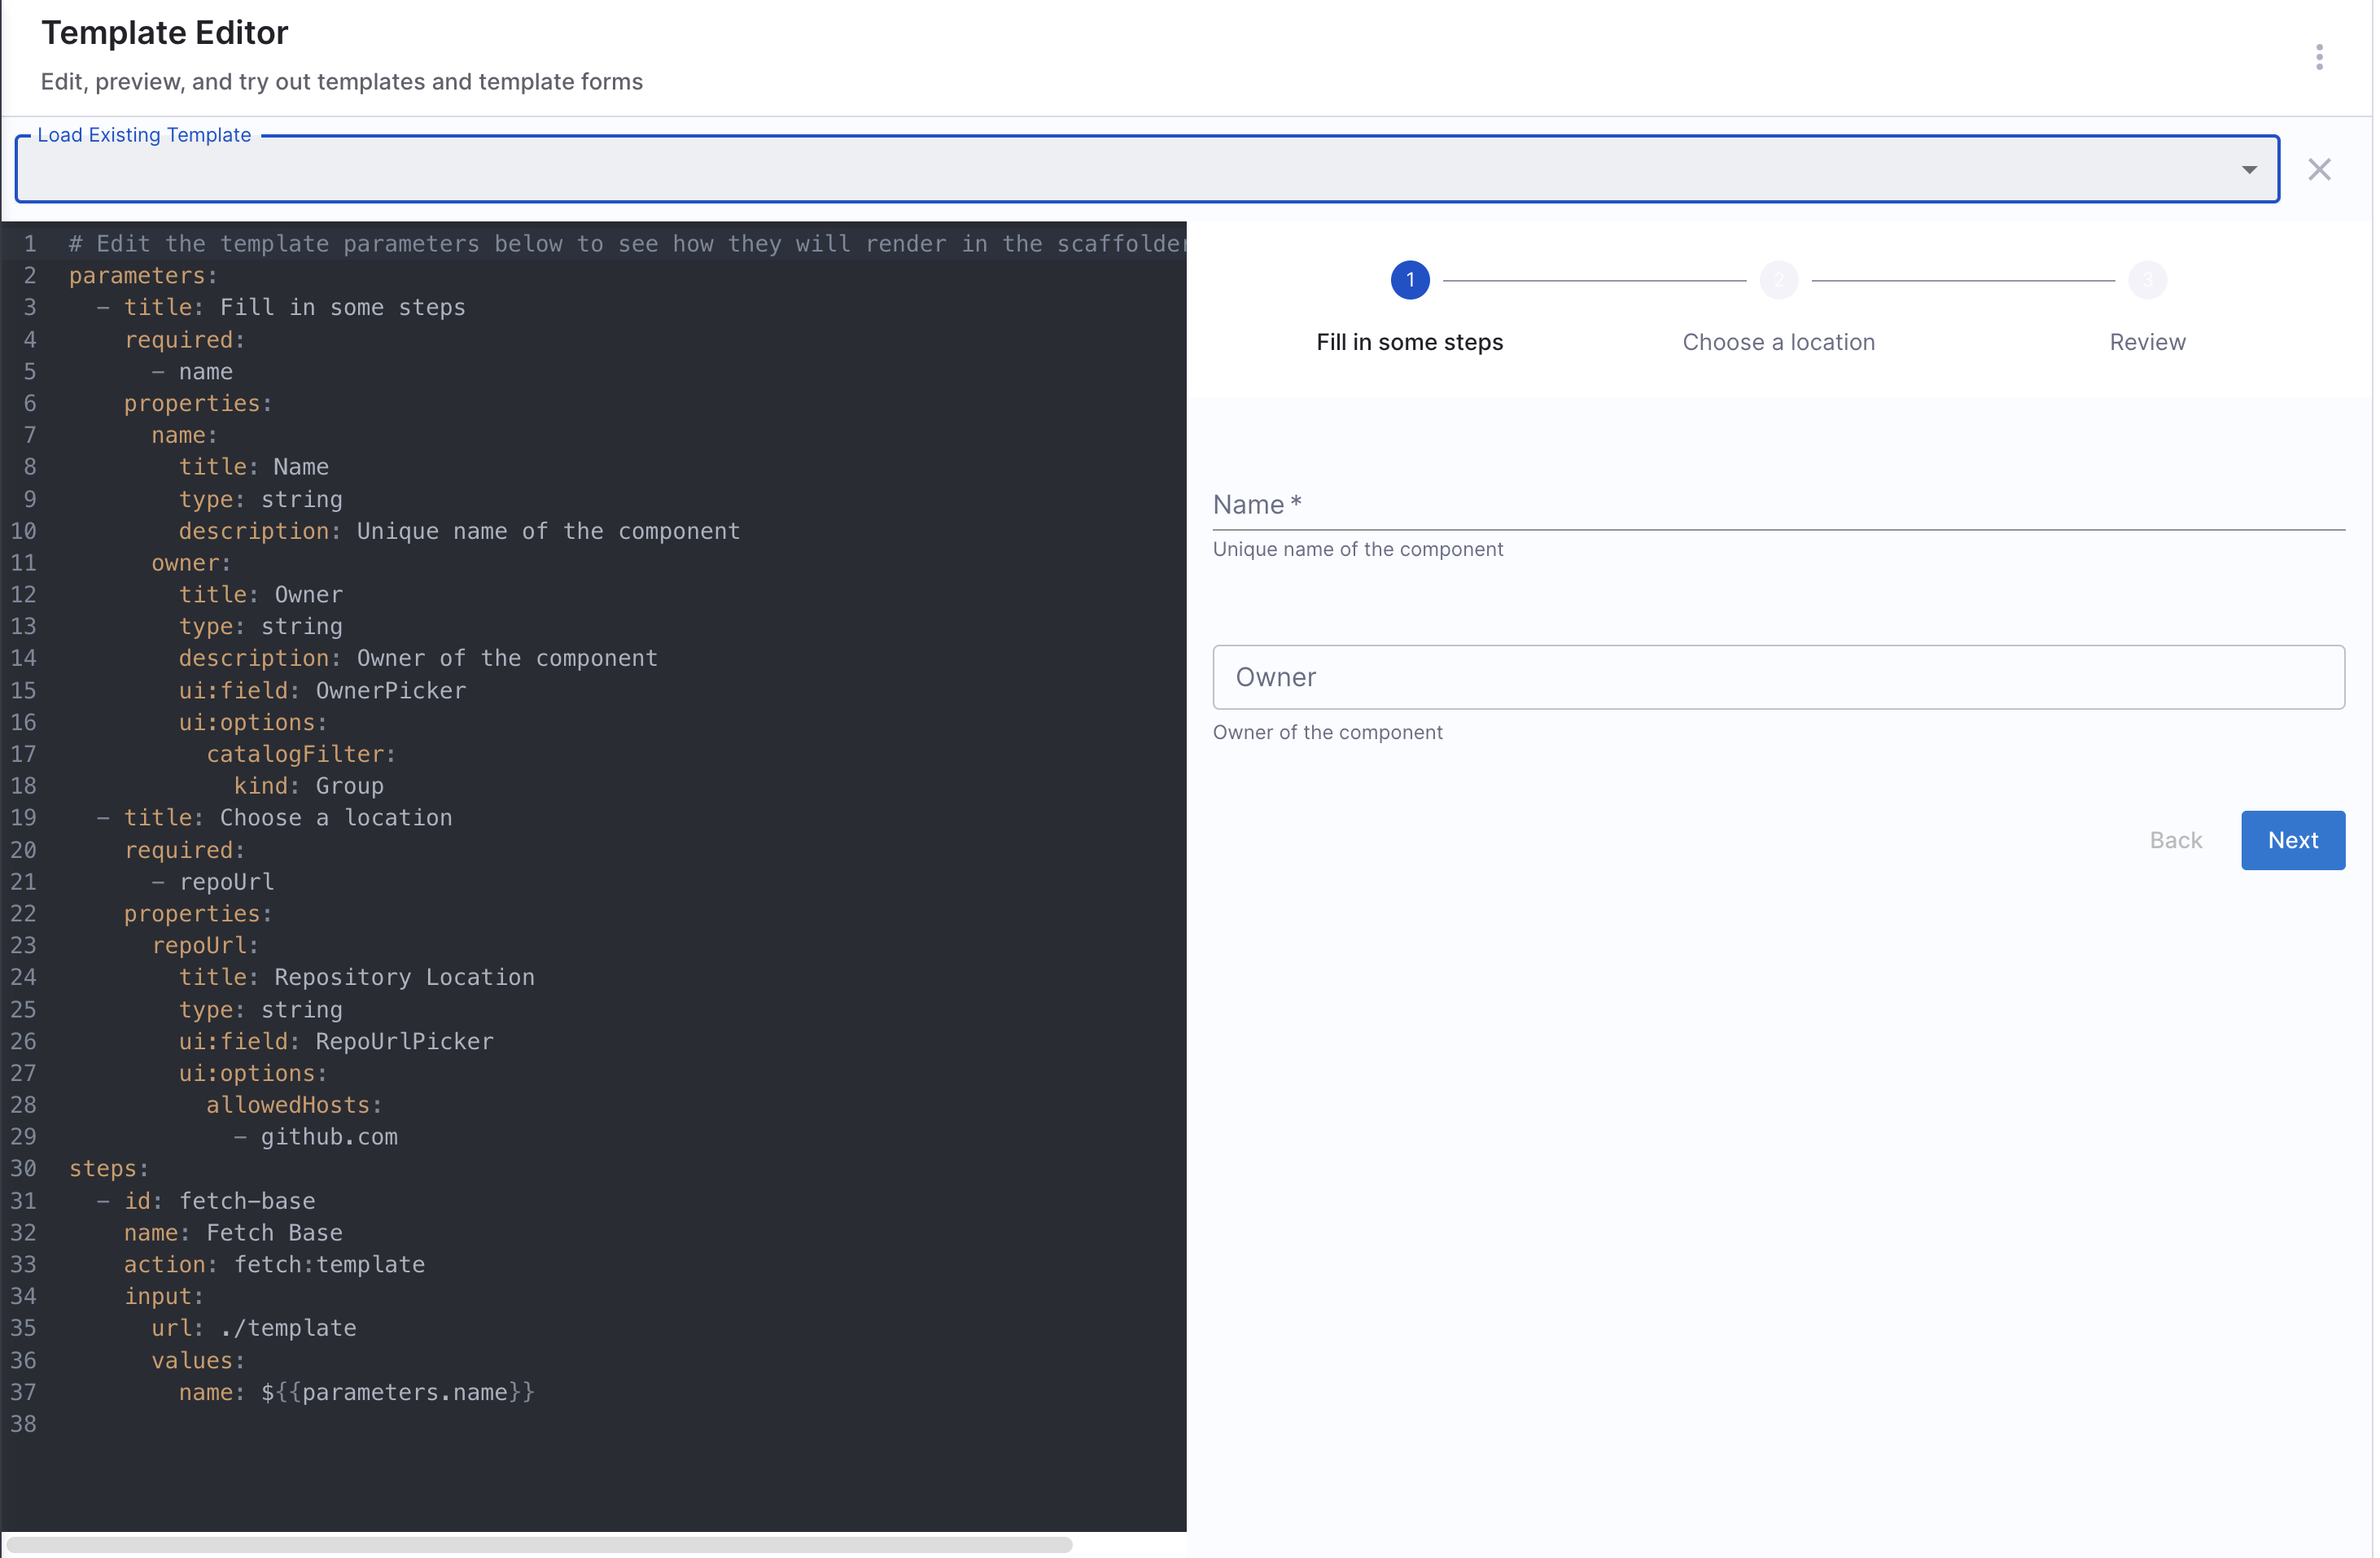 Template Editor
Edit, preview, and try out templates and template forms
Load Existing Template
1 # Edit the template parameters below to see how they will render in the scaffolder
2 parameters:
3   - title: Fill in some steps
4     required:
5       - name
6     properties:
7       name:
8         title: Name
9         type: string
10         description: Unique name of the component
11       owner:
12         title: Owner
13         type: string
14         description: Owner of the component
15         ui:field: OwnerPicker
16         ui:options:
17           catalogFilter:
18             kind: Group
19   - title: Choose a location
20     required:
21       - repoUrl
22     properties:
23       repoUrl:
24         title: Repository Location
25         type: string
26         ui:field: RepoUrlPicker
27         ui:options:
28           allowedHosts:
29             - github.com
30 steps:
31   - id: fetch-base
32     name: Fetch Base
33     action: fetch:template
34     input:
35       url: ./template
36       values:
37         name: ${{parameters.name}}
38
1 2 3
Fill in some steps Choose a location Review
Name *
Unique name of the component
Owner
Owner of the component
Back Next